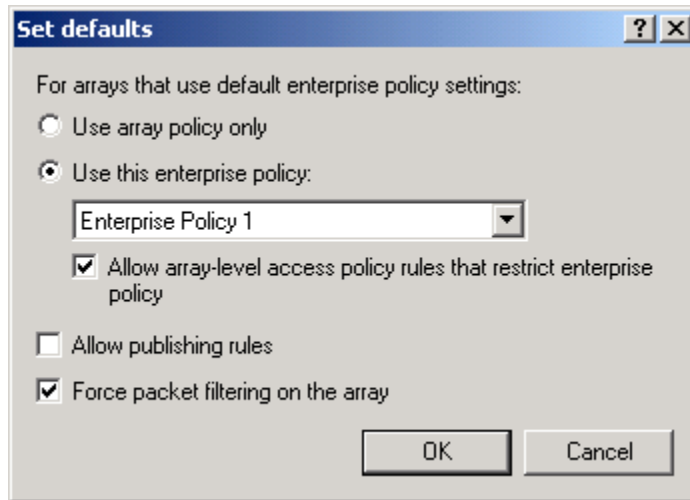 Set defaults
For arrays that use default enterprise policy settings:
Use array policy only
Use this enterprise policy:
Enterprise Policy 1
Allow array-level access policy rules that restrict enterprise
policy
Allow publishing rules
Force packet filtering on the array
OK
Cancel